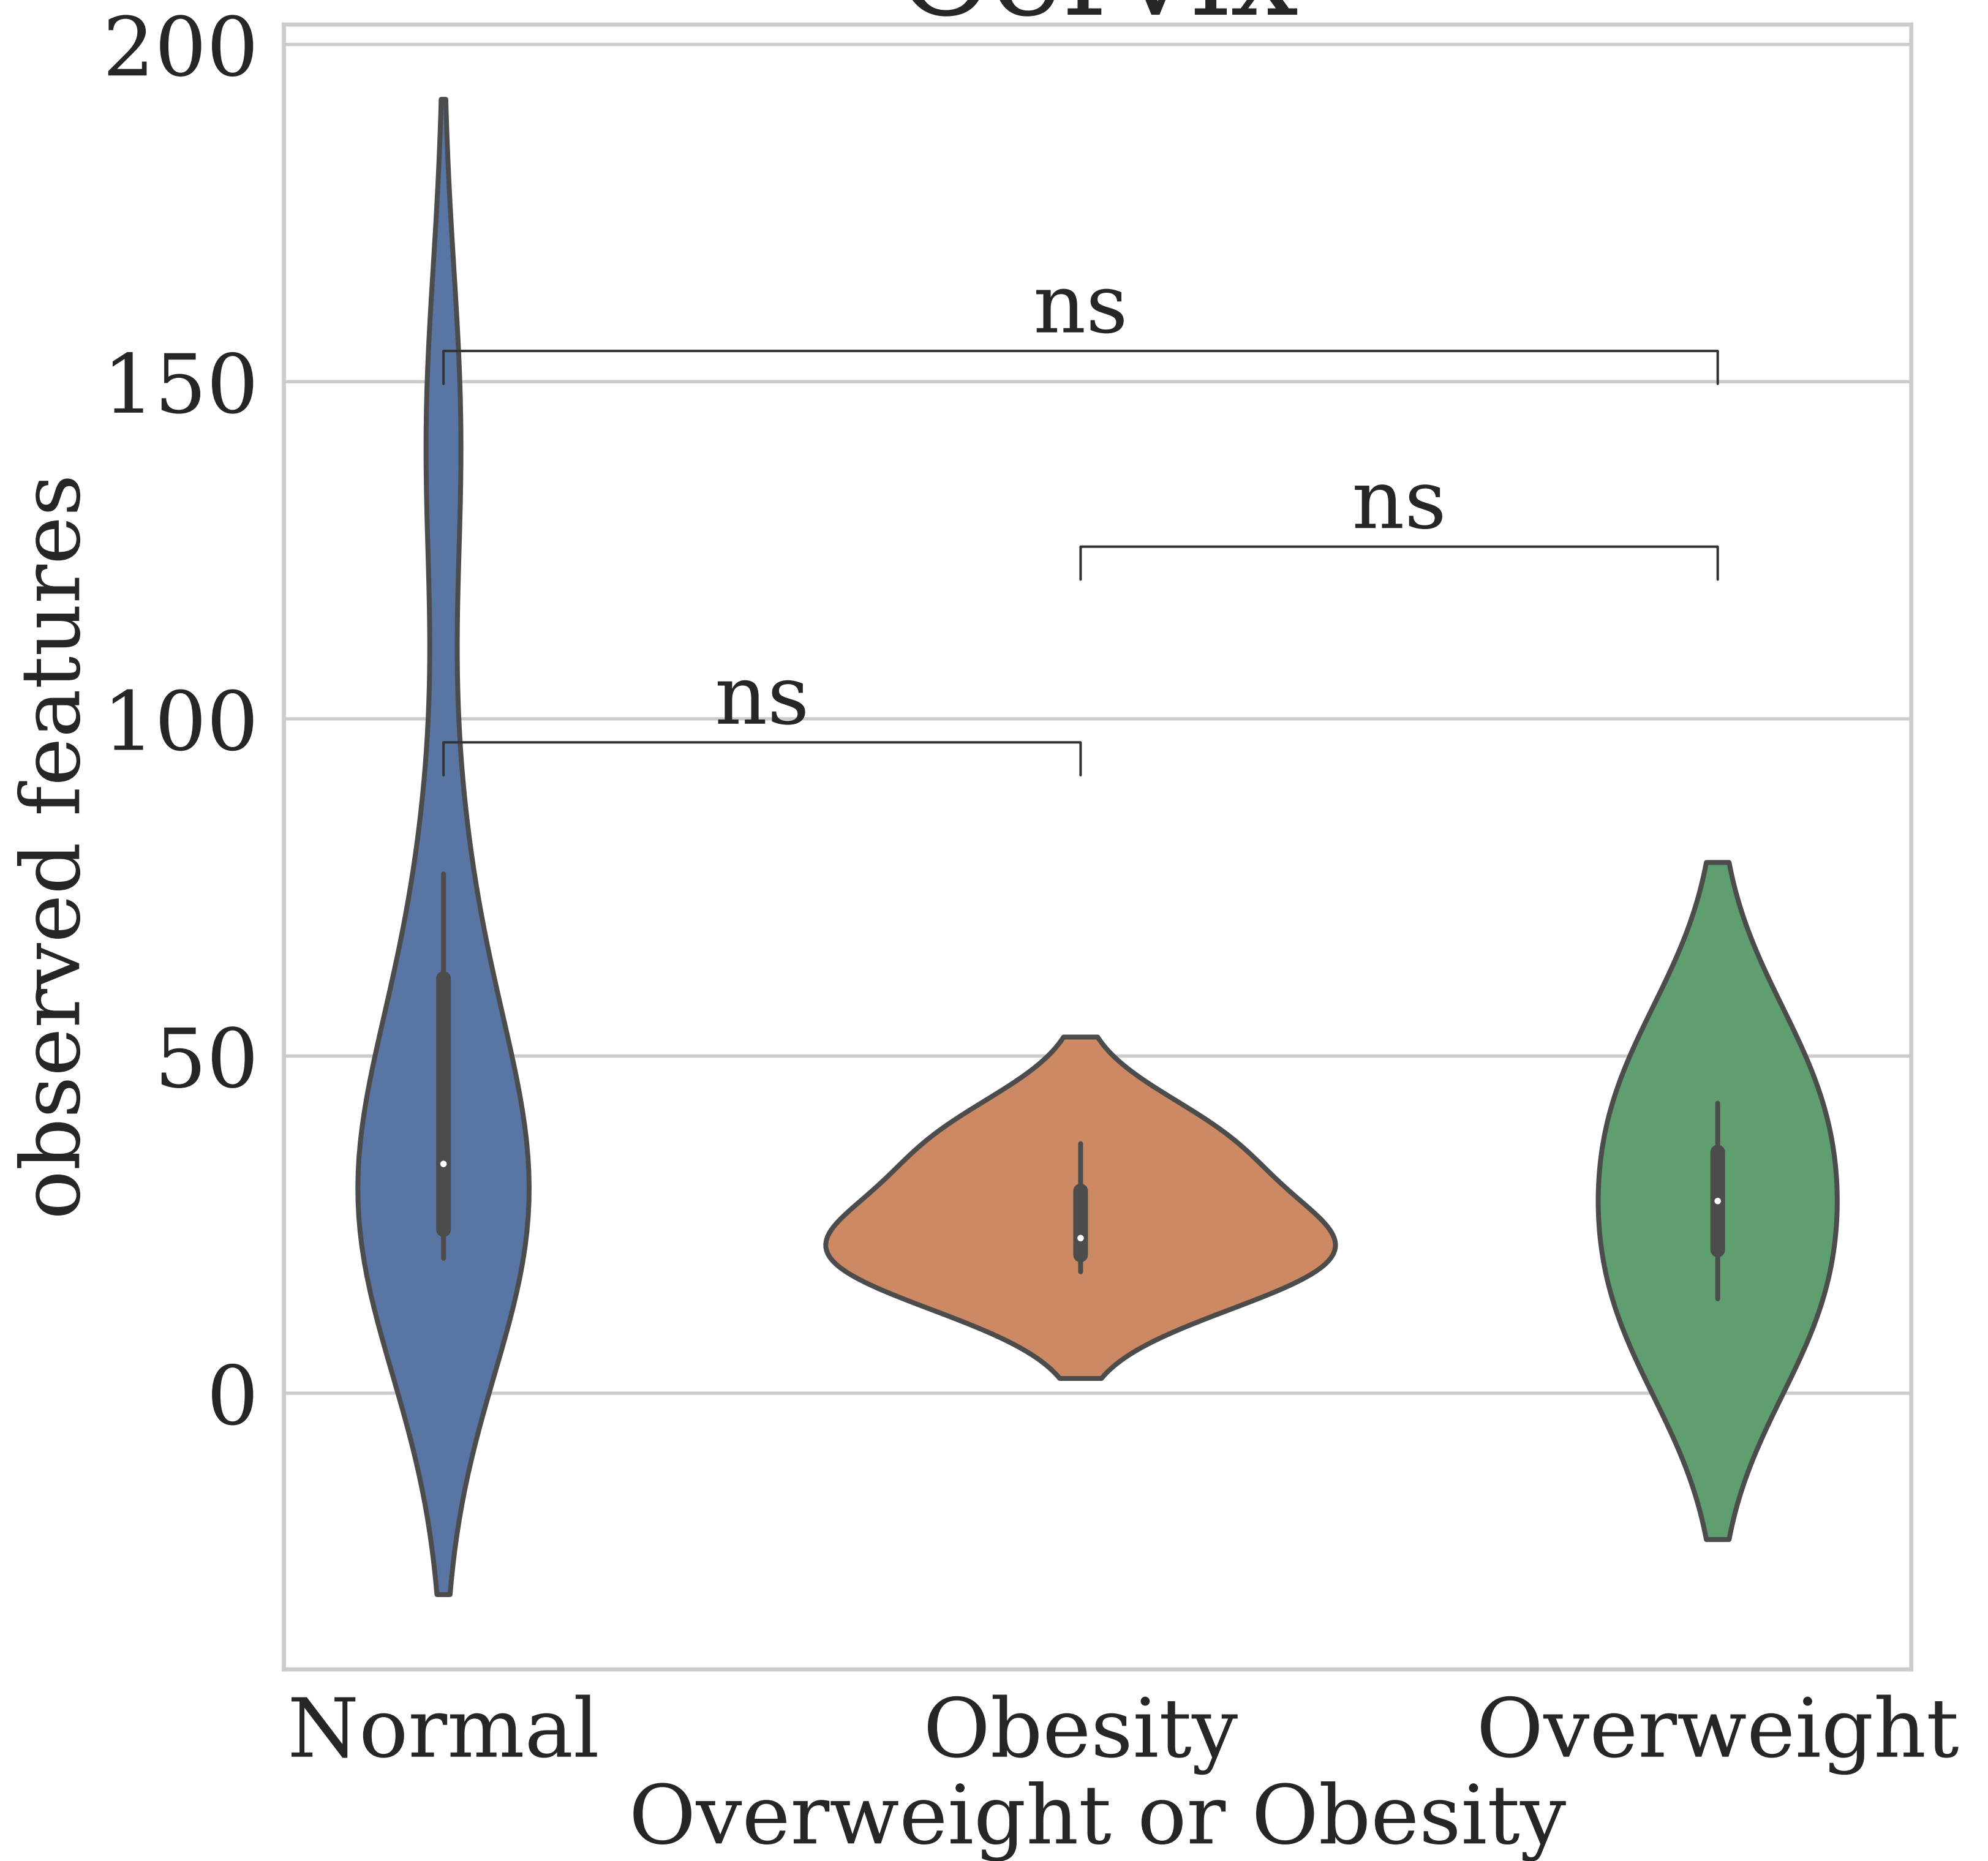 200
150
100
50
0
observed features
ns
ns
ns
Normal
Obesity
Overweight
Overweight or Obesity